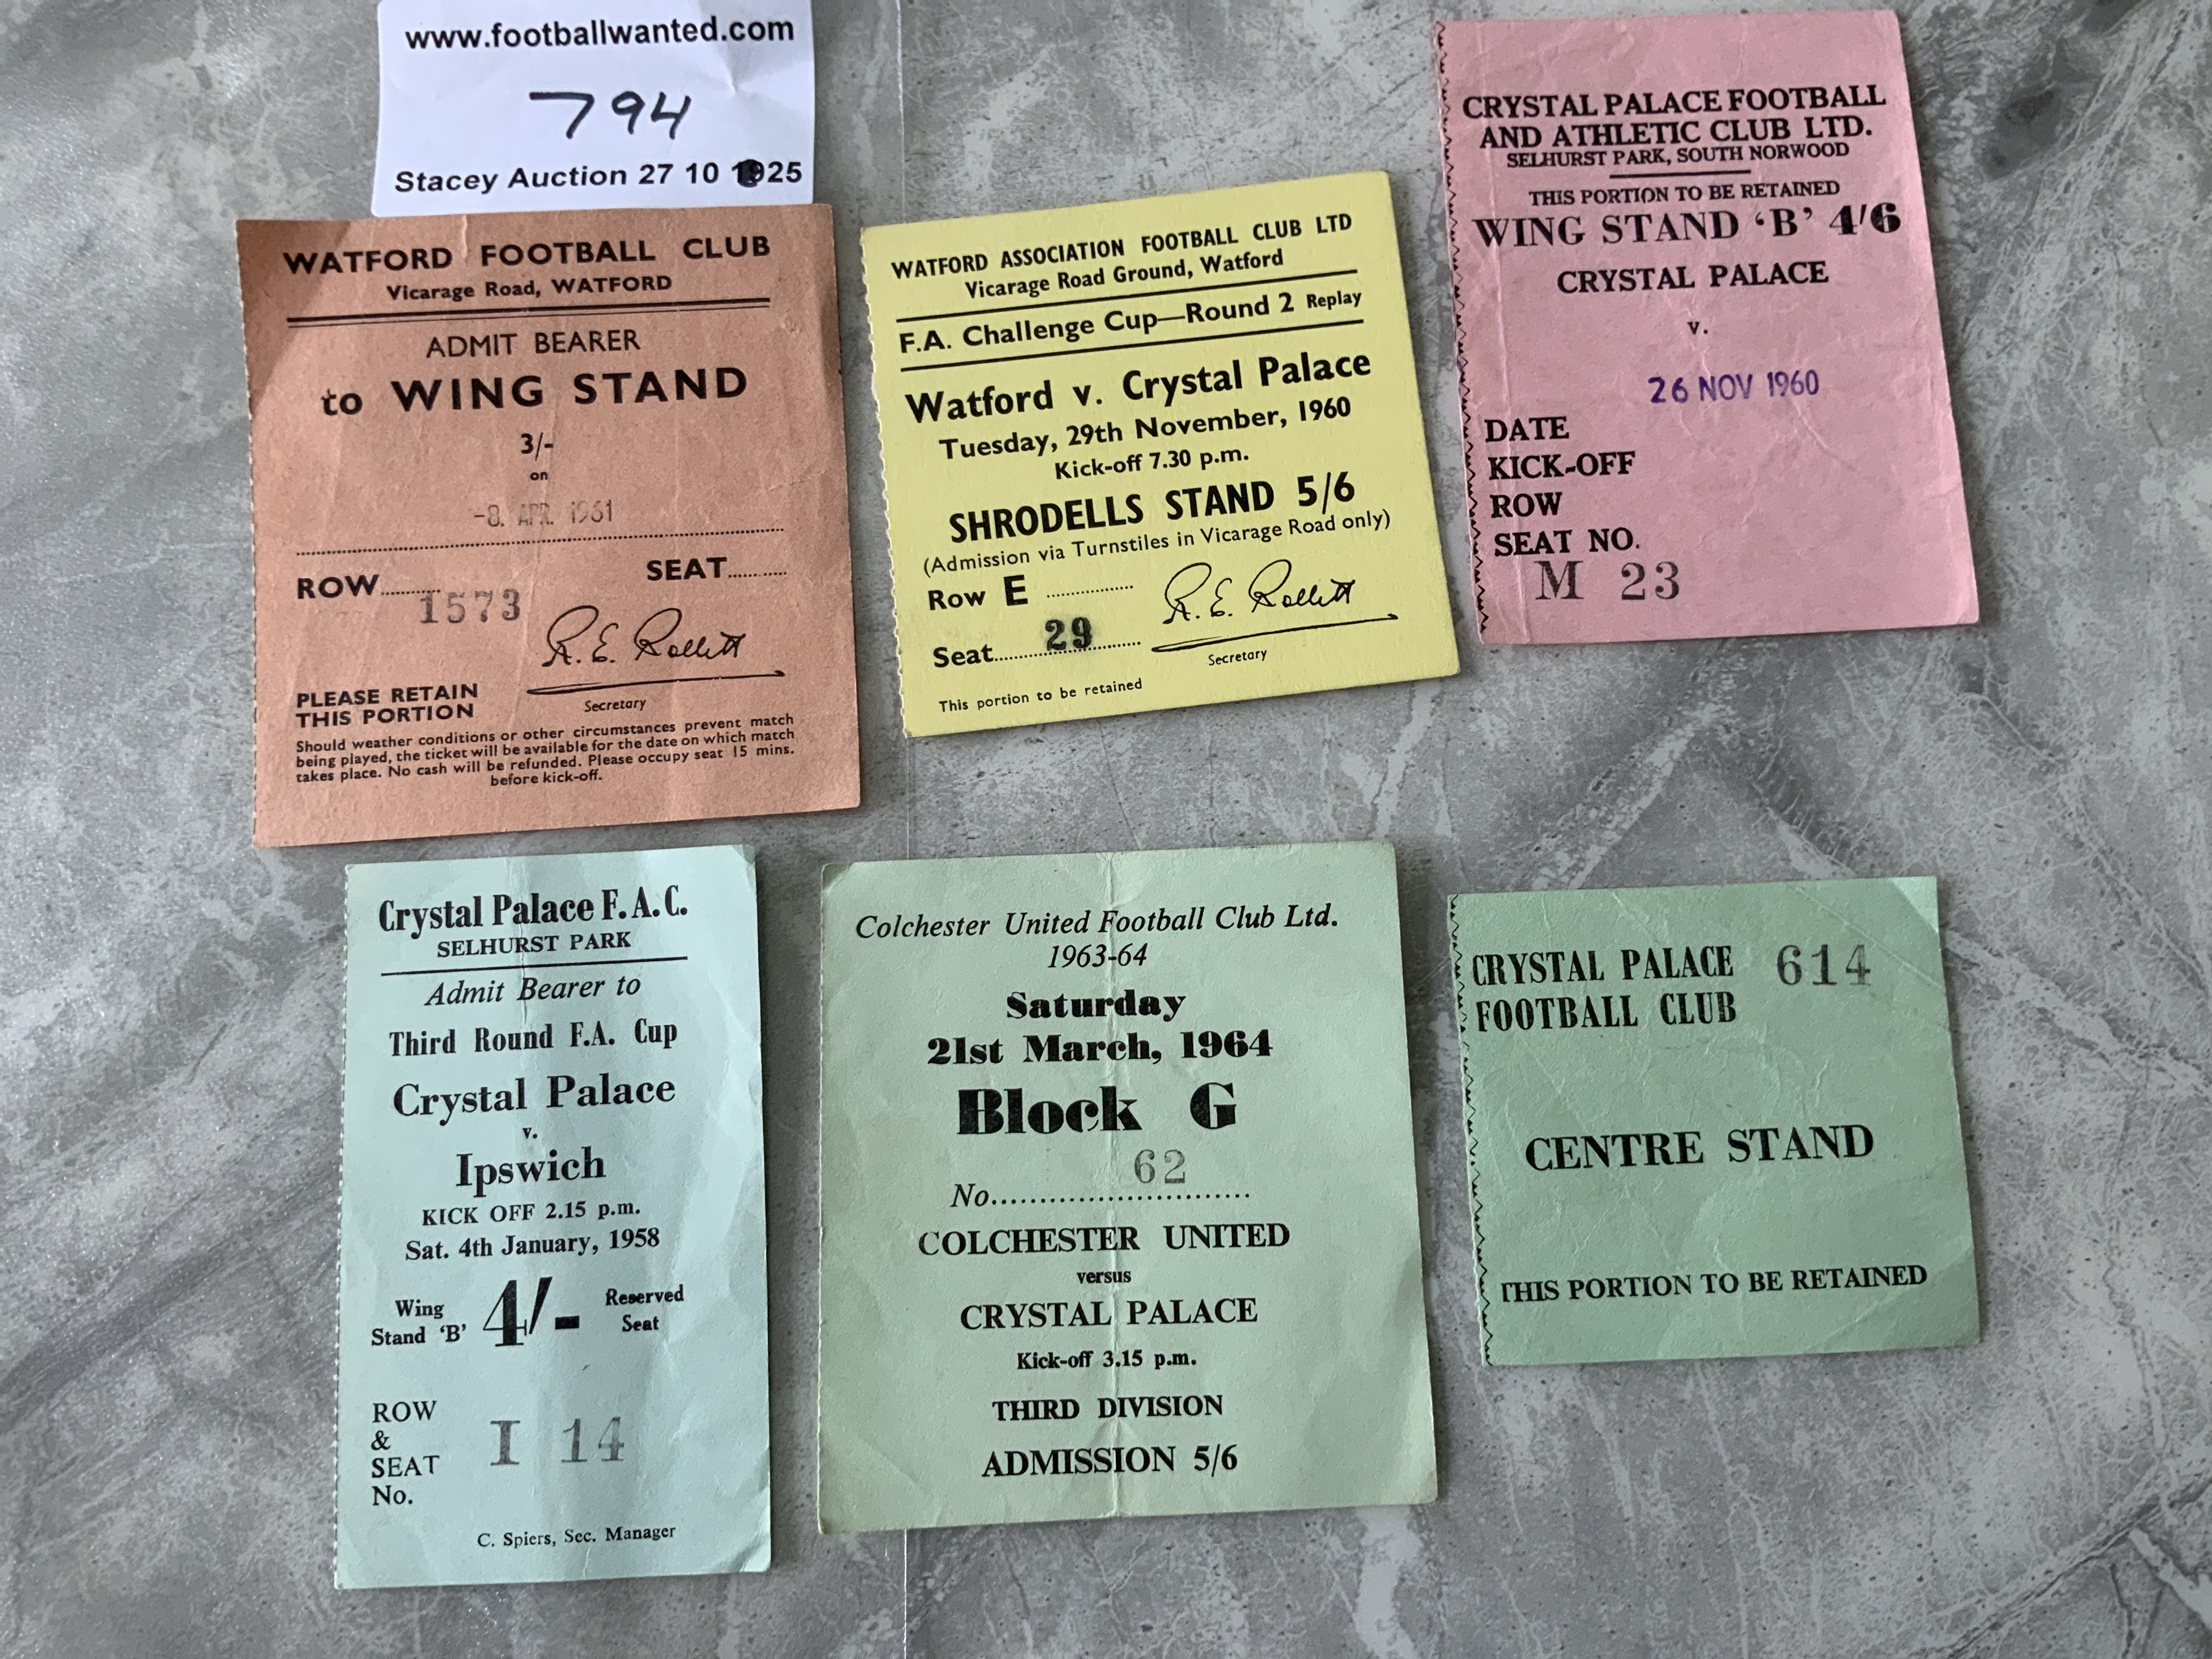 www.footballwanted.com
794
Stacey Auction 27 10 1925
WATFORD FOOTBALL CLUB
Vicarage Road, WATFORD
ADMIT BEARER
to WING STAND
3/-
on
-8. APR. 1961
ROW.......... SEAT..........
1573
R. E. Rollitt
Secretary
PLEASE RETAIN
THIS PORTION
Should weather conditions or other circumstances prevent match
being played, the ticket will be available for the date on which match
takes place. No cash will be refunded. Please occupy seat 15 mins.
before kick-off.
WATFORD ASSOCIATION FOOTBALL CLUB LTD
Vicarage Road Ground, Watford
F.A. Challenge Cup—Round 2 Replay
Watford v. Crystal Palace
Tuesday, 29th November, 1960
Kick-off 7.30 p.m.
SHRODELLS STAND 5/6
(Admission via Turnstiles in Vicarage Road only)
Row E ...............
Seat......29......
R. E. Rollitt
Secretary
This portion to be retained
CRYSTAL PALACE FOOTBALL
AND ATHLETIC CLUB LTD.
SELHURST PARK, SOUTH NORWOOD
THIS PORTION TO BE RETAINED
WING STAND ‘B’ 4/6
CRYSTAL PALACE
v.
26 NOV 1960
DATE
KICK-OFF
ROW
SEAT NO.
M 23
Crystal Palace F.A.C.
SELHURST PARK
Admit Bearer to
Third Round F.A. Cup
Crystal Palace
v.
Ipswich
KICK OFF 2.15 p.m.
Sat. 4th January, 1958
Wing
Stand ‘B’
4/-
Reserved
Seat
ROW
&
SEAT
No.
I 14
C. Spiers, Sec. Manager
Colchester United Football Club Ltd.
1963-64
Saturday
21st March, 1964
Block G
62
No...........................
COLCHESTER UNITED
versus
CRYSTAL PALACE
Kick-off 3.15 p.m.
THIRD DIVISION
ADMISSION 5/6
CRYSTAL PALACE 614
FOOTBALL CLUB
CENTRE STAND
THIS PORTION TO BE RETAINED